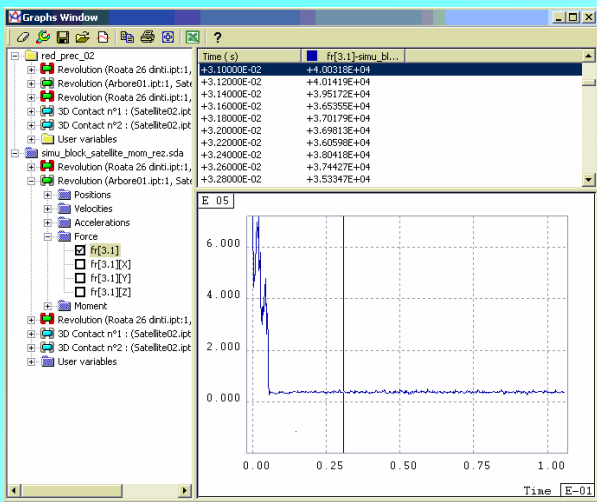 Graphs Window
?
red_prec_02
Revolution (Roata 26 dinti.ipt:1,
Revolution (Arbore01.ipt:1, Sate
Revolution (Roata 26 dinti.ipt:1,
3D Contact n°1 : (Satellite02.ipt
3D Contact n°2 : (Satellite02.ipt
User variables
simu_block_satellite_mom_rez.sda
Revolution (Roata 26 dinti.ipt:1,
Revolution (Arbore01.ipt:1, Sate
Positions
Velocities
Accelerations
Force
fr[3.1]
fr[3.1][X]
fr[3.1][Y]
fr[3.1][Z]
Moment
Revolution (Roata 26 dinti.ipt:1,
3D Contact n°1 : (Satellite02.ipt
3D Contact n°2 : (Satellite02.ipt
User variables
Time ( s) fr[3.1]-simu_bl...
+3.10000E-02 +4.00318E+04
+3.12000E-02 +4.01419E+04
+3.14000E-02 +3.95172E+04
+3.16000E-02 +3.65355E+04
+3.18000E-02 +3.70179E+04
+3.20000E-02 +3.69813E+04
+3.22000E-02 +3.60598E+04
+3.24000E-02 +3.80418E+04
+3.26000E-02 +3.74427E+04
+3.28000E-02 +3.53347E+04
E 05
6.000
4.000
2.000
0.000
0.00 0.25 0.50 0.75 1.00
Time E-01